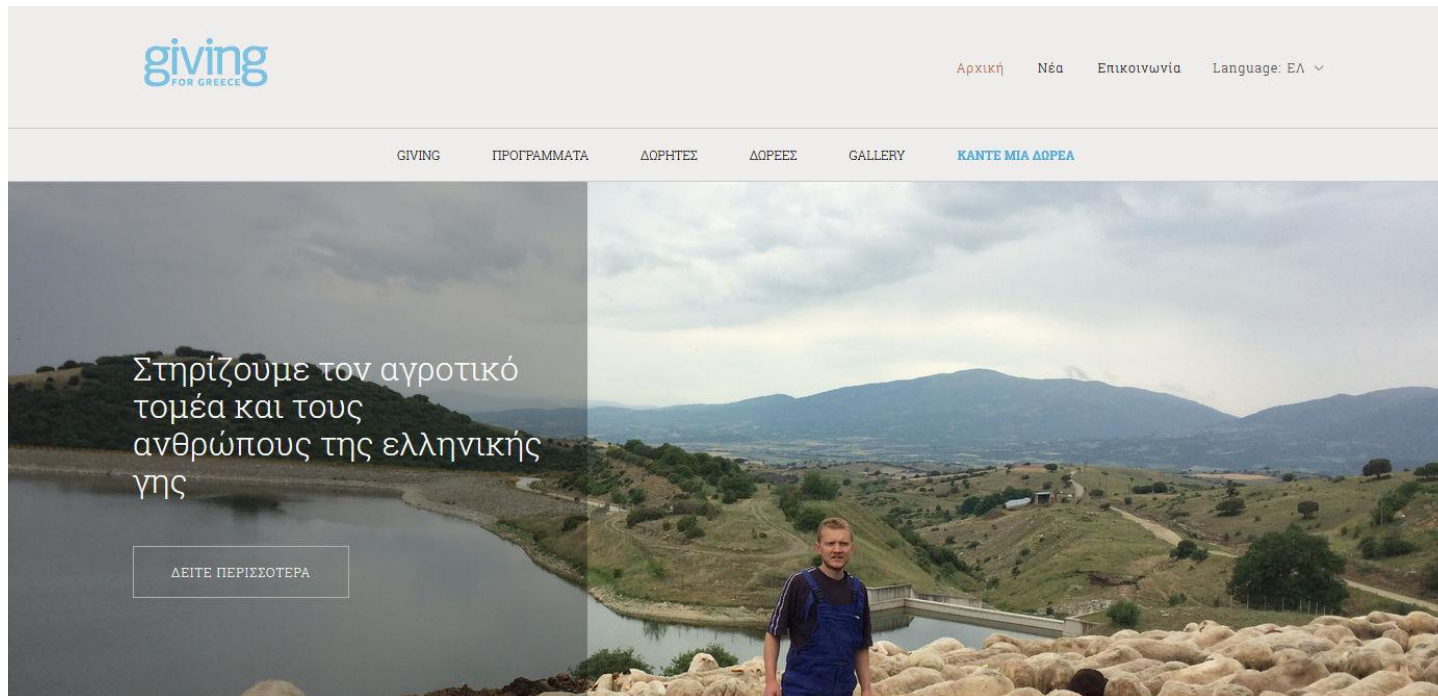 giving
FOR GREECE
Αρχική Νέα Επικοινωνία Language: ΕΛ
GIVING ΠΡΟΓΡΑΜΜΑΤΑ ΔΩΡΗΤΕΣ ΔΩΡΕΕΣ GALLERY ΚΑΝΤΕ ΜΙΑ ΔΩΡΕΑ
Στηρίζουμε τον αγροτικό
τομέα και τους
ανθρώπους της ελληνικής
γης
ΔΕΙΤΕ ΠΕΡΙΣΣΟΤΕΡΑ